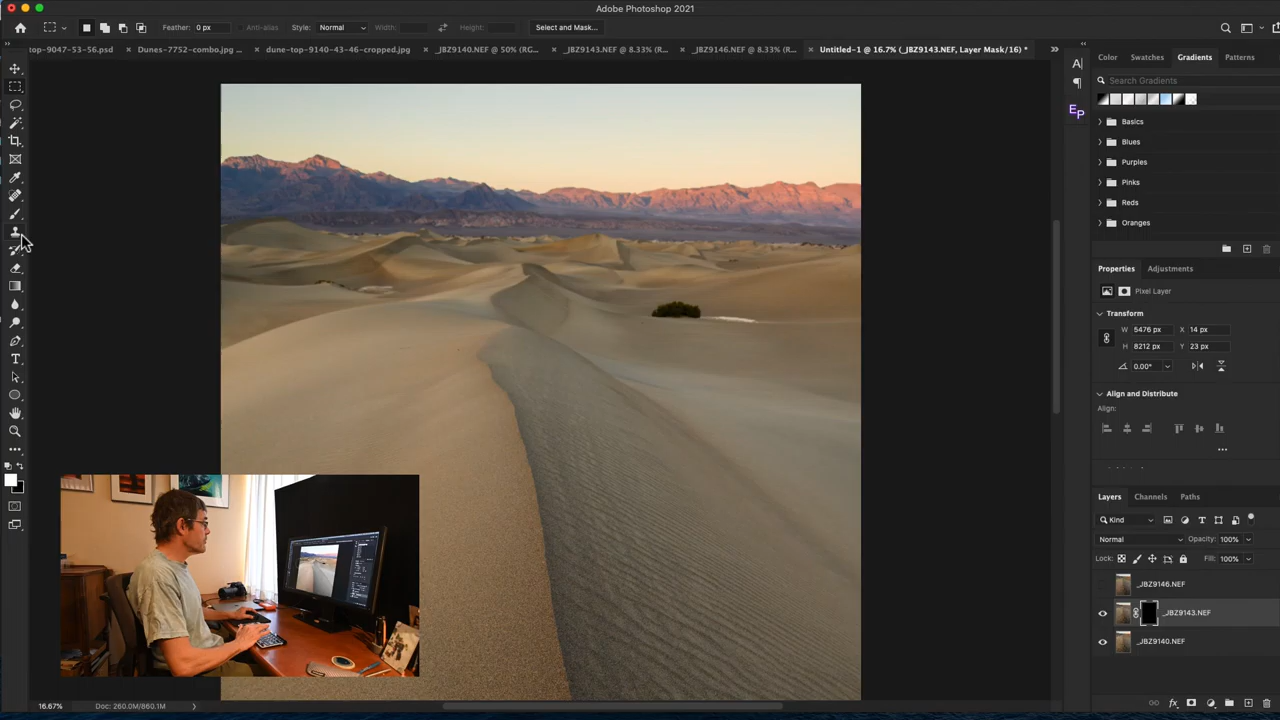 Adobe Photoshop 2021
Feather: 0 px Anti-alias Style: Normal Width: Height: Select and Mask...
top-9047-53-56.psd × Dunes-7752-combo.jpg ... × dune-top-9140-43-46-cropped.jpg × _JBZ9140.NEF @ 50% (RG... × _JBZ9143.NEF @ 8.33% (R... × _JBZ9146.NEF @ 8.33% (R... × Untitled-1 @ 16.7% (_JBZ9143.NEF, Layer Mask/16) *
Color Swatches Gradients Patterns
Search Gradients
Basics
Blues
Purples
Pinks
Reds
Oranges
Properties Adjustments
Pixel Layer
Transform
W 5476 px X 14 px
H 8212 px Y 23 px
0.00°
Align and Distribute
Align:
...
Layers Channels Paths
Kind
Normal Opacity: 100%
Lock: Fill: 100%
_JBZ9146.NEF
_JBZ9143.NEF
_JBZ9140.NEF
16.67% Doc: 260.0M/860.1M